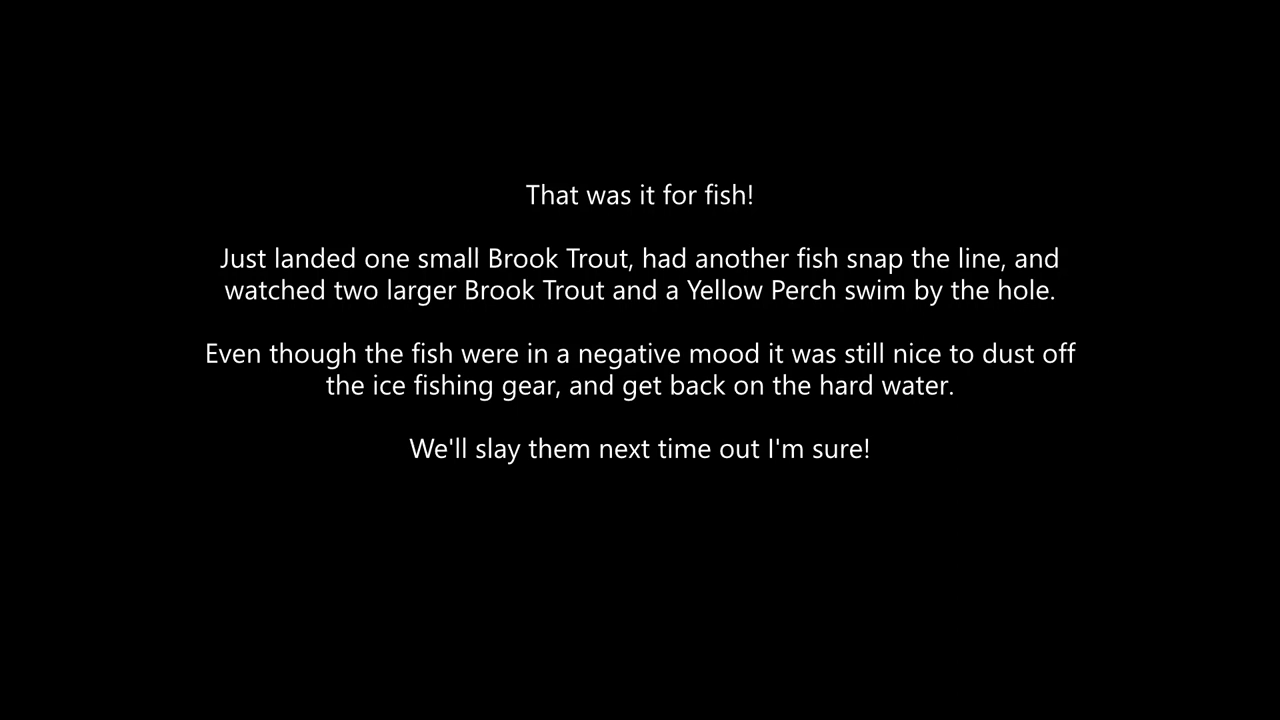 That was it for fish!
Just landed one small Brook Trout, had another fish snap the line, and
watched two larger Brook Trout and a Yellow Perch swim by the hole.
Even though the fish were in a negative mood it was still nice to dust off
the ice fishing gear, and get back on the hard water.
We'll slay them next time out I'm sure!